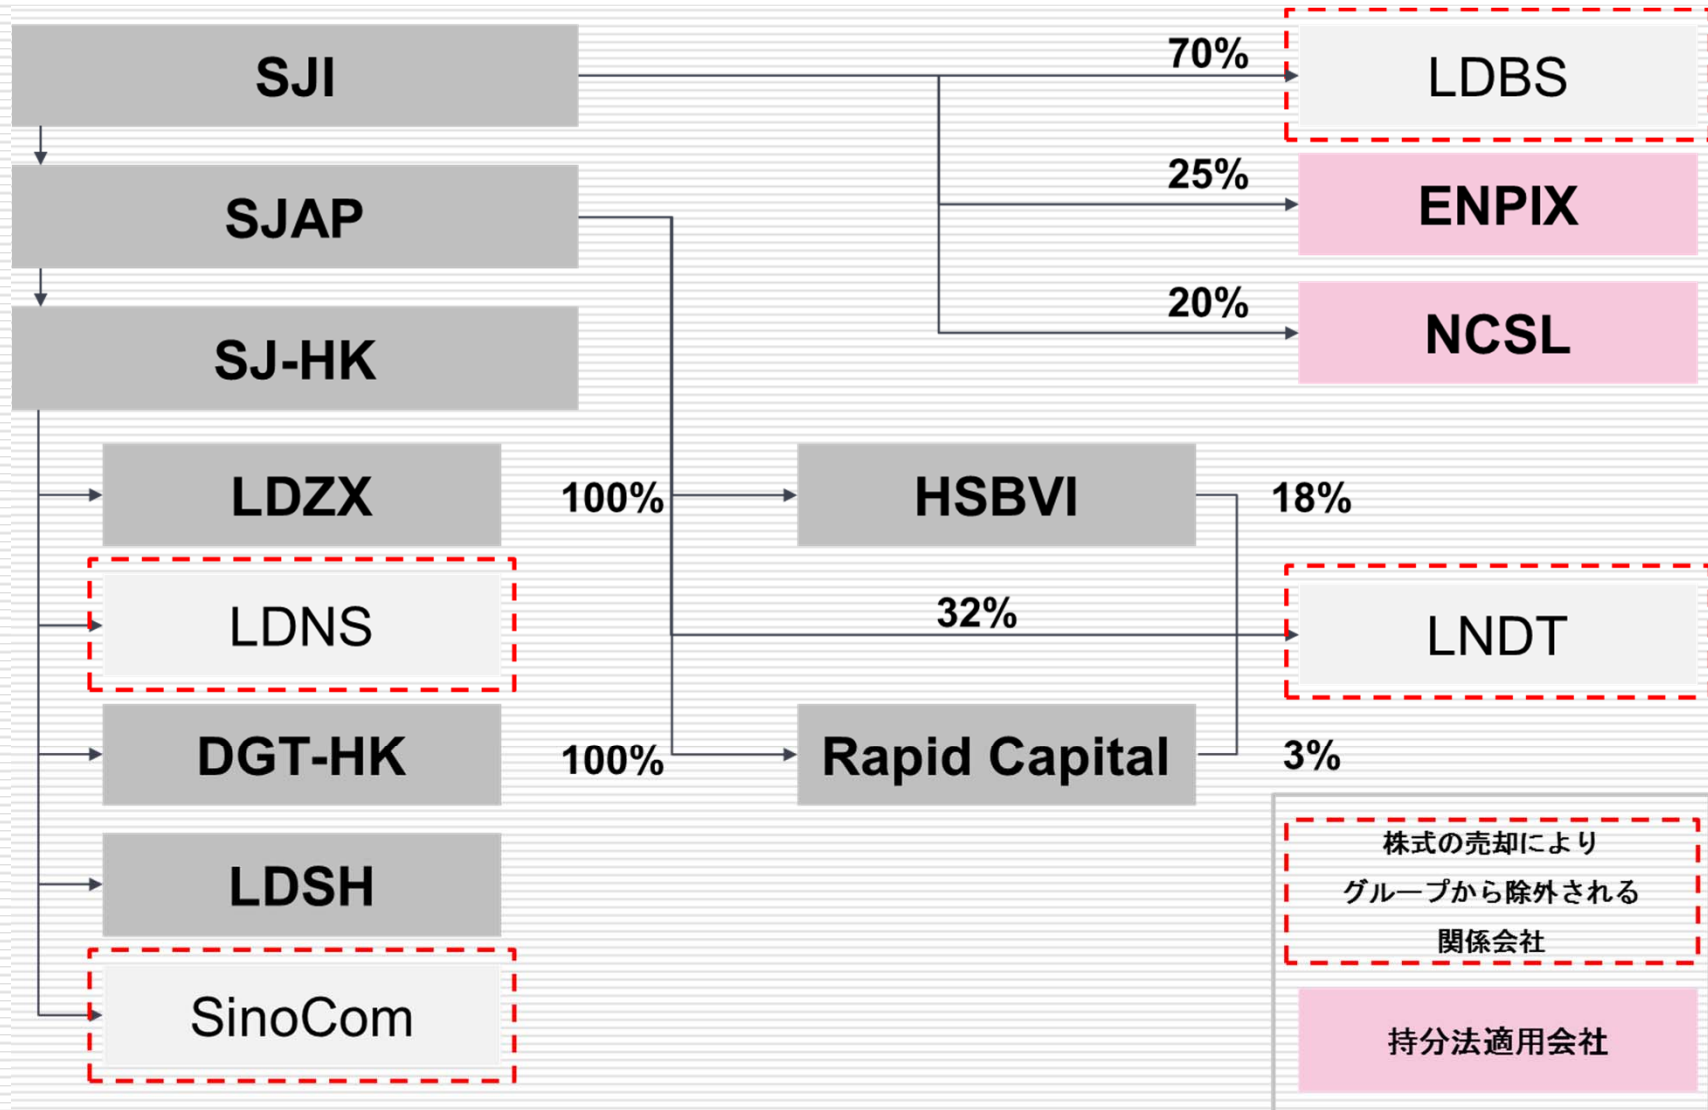 SJI
70%
LDBS
SJAP
25%
ENPIX
SJ-HK
20%
NCSL
LDZX
100%
HSBVI
18%
LDNS
32%
LNDT
DGT-HK
100%
Rapid Capital
3%
LDSH
SinoCom
株式の売却により
グループから除外される
関係会社
持分法適用会社